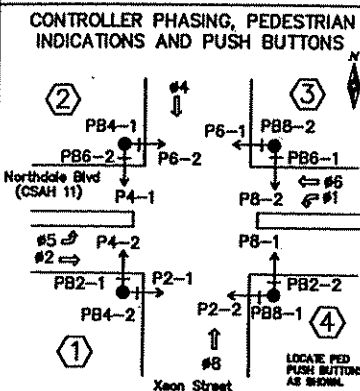 CONTROLLER PHASING, PEDESTRIAN
INDICATIONS AND PUSH BUTTONS
N
2
ø4
3
PB4-1
P6-1
PB8-2
PB6-2
P6-2
PB6-1
Northdale Blvd
(CSAH 11)
P4-1
P8-2
ø6
ø1
ø5
P4-2
P8-1
ø2
PB2-1
P2-1
PB2-2
PB4-2
P2-2
PB8-1
1
ø8
4
LOCATE PED
PUSH BUTTONS
AS SHOWN.
Xeon Street